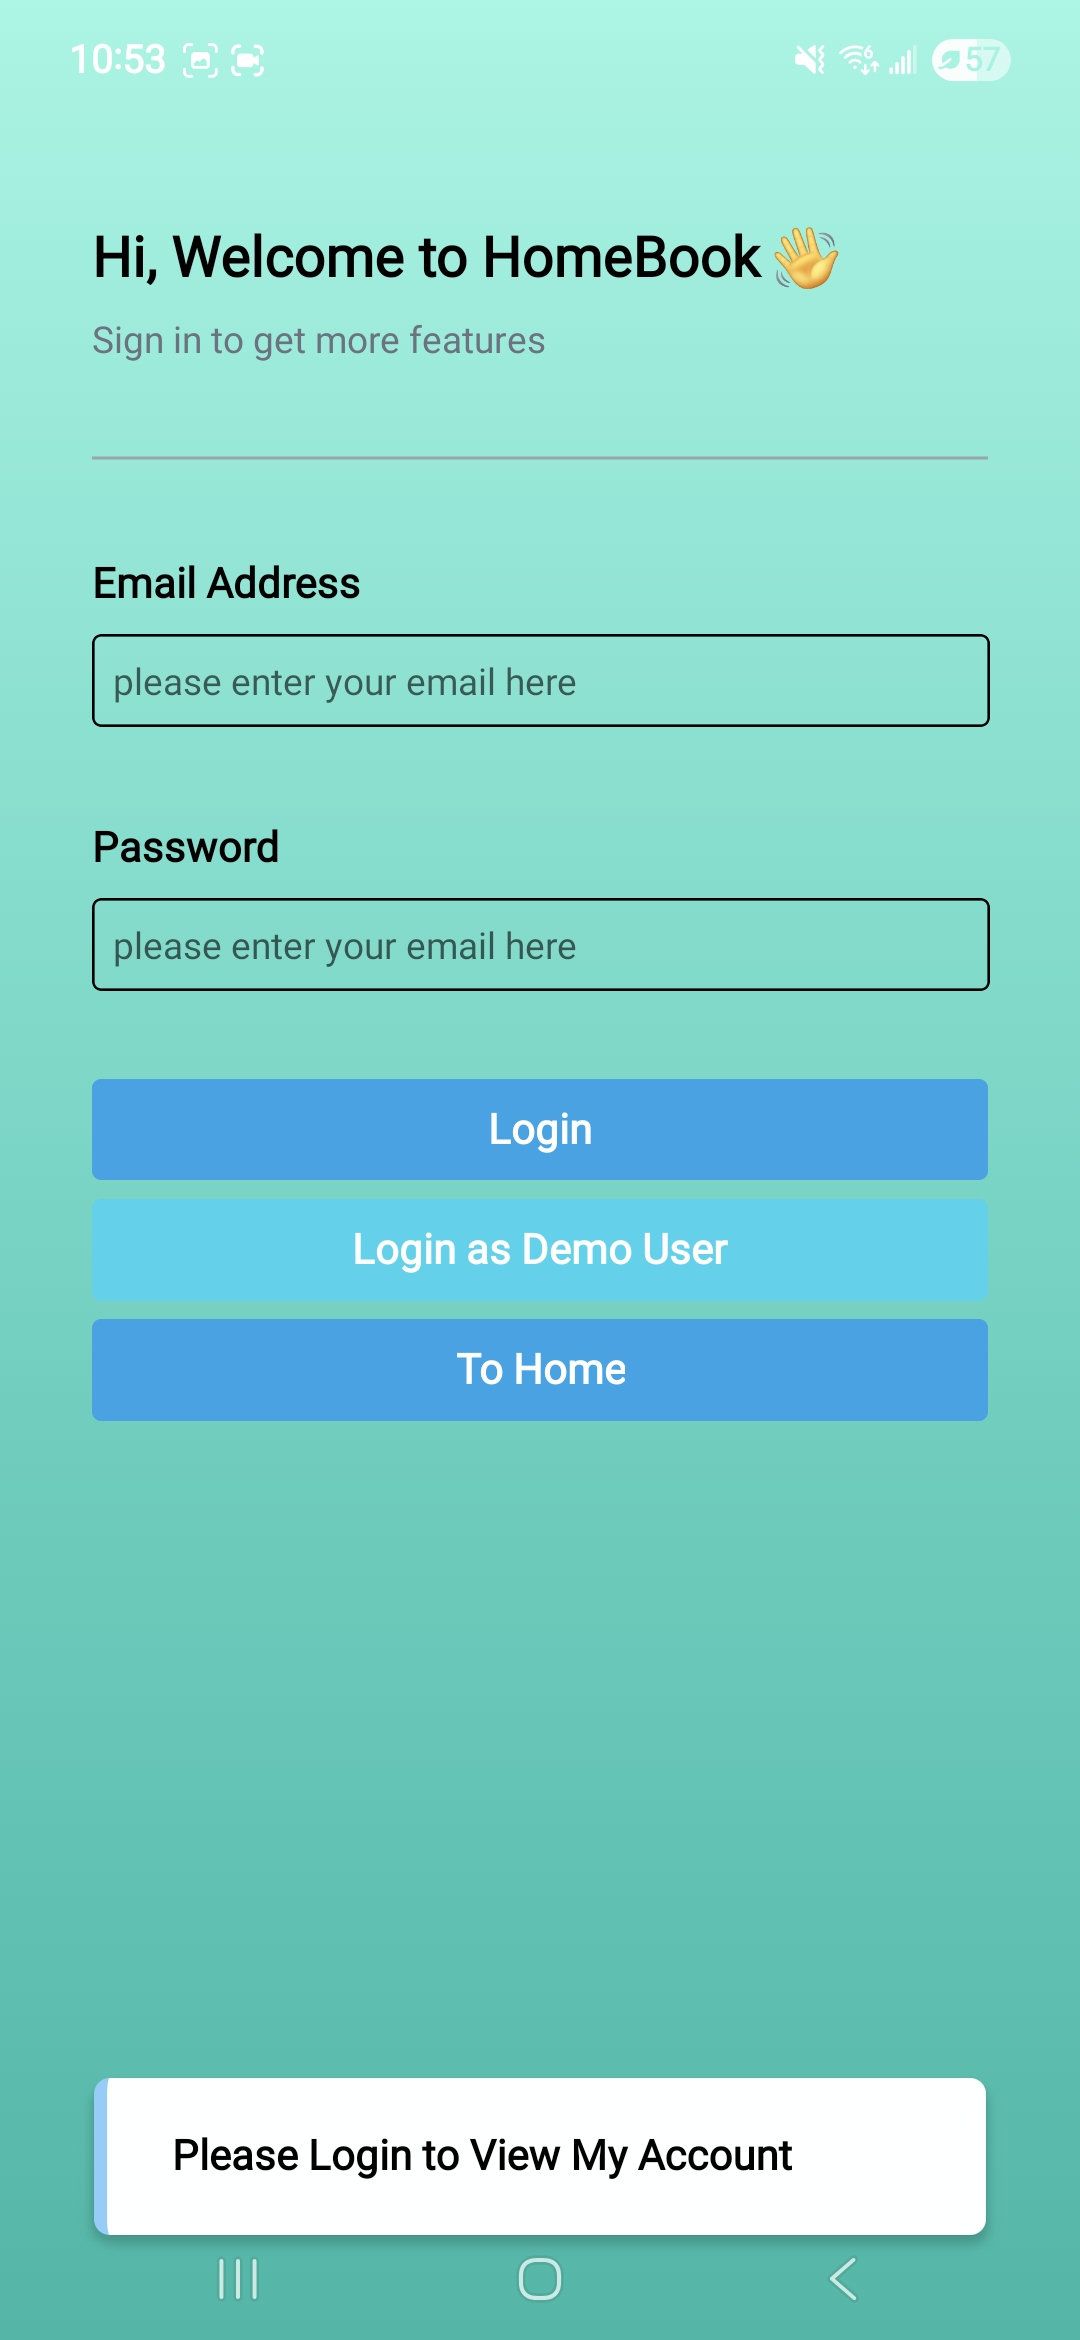 10:53
6
57
Hi, Welcome to HomeBook 👋
Sign in to get more features
Email Address
please enter your email here
Password
please enter your email here
Login
Login as Demo User
To Home
Please Login to View My Account